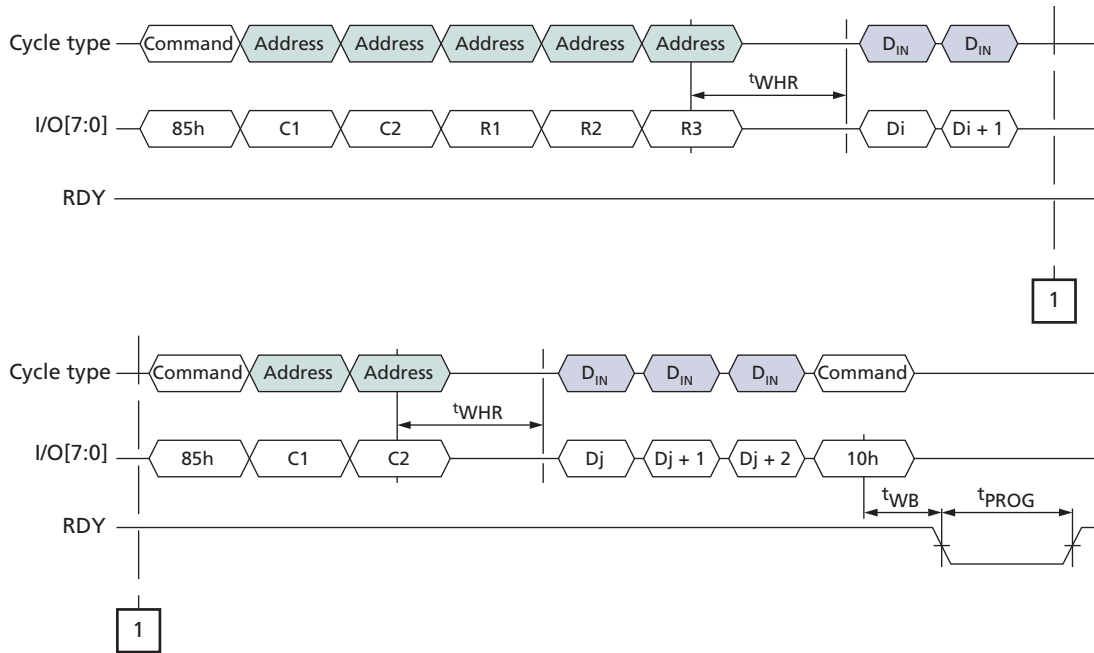 Cycle type Command Address Address Address Address Address DIN DIN
tWHR
I/O[7:0] 85h C1 C2 R1 R2 R3 Di Di + 1
RDY
1
Cycle type Command Address Address DIN DIN DIN Command
tWHR
I/O[7:0] 85h C1 C2 Dj Dj + 1 Dj + 2 10h
tWB tPROG
RDY
1